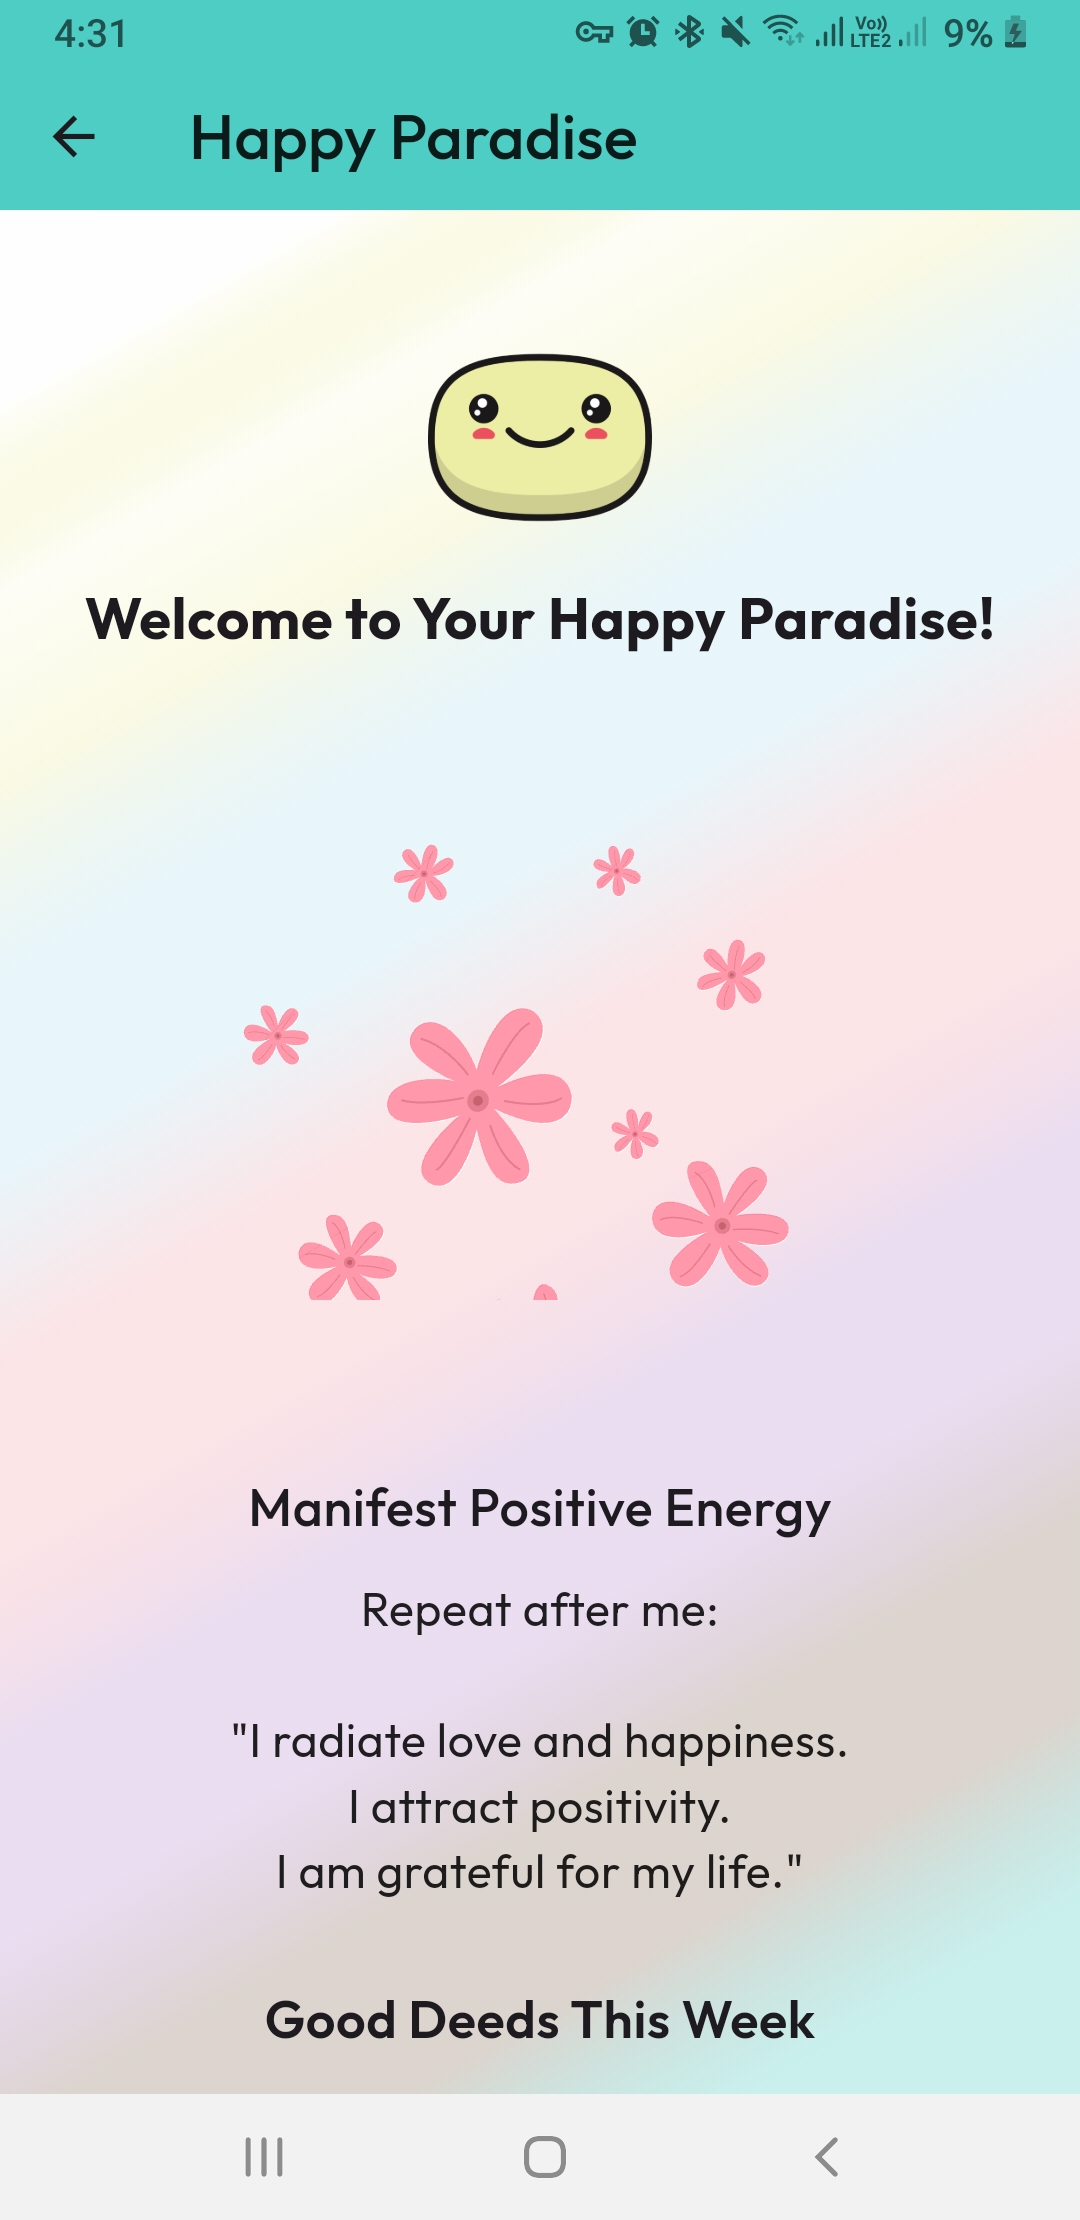 4:31
Vo)) LTE2 9%
Happy Paradise
Welcome to Your Happy Paradise!
Manifest Positive Energy
Repeat after me:
"I radiate love and happiness.
I attract positivity.
I am grateful for my life."
Good Deeds This Week